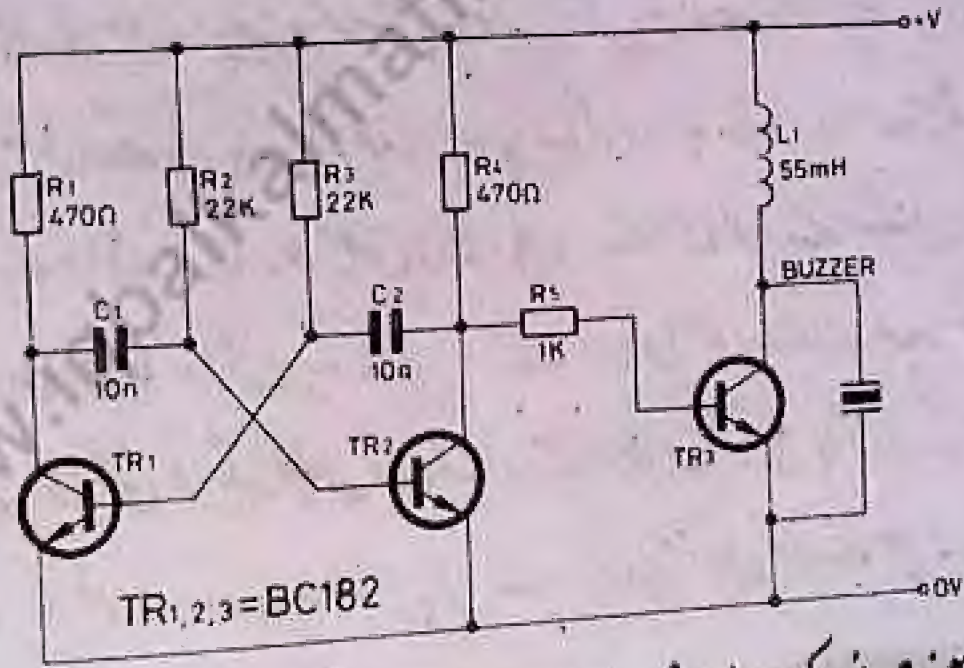 +V
R1
470Ω
R2
22K
R3
22K
R4
470Ω
L1
55mH
BUZZER
C1
10n
C2
10n
R5
1K
TR1
TR2
TR3
TR1,2,3=BC182
0V